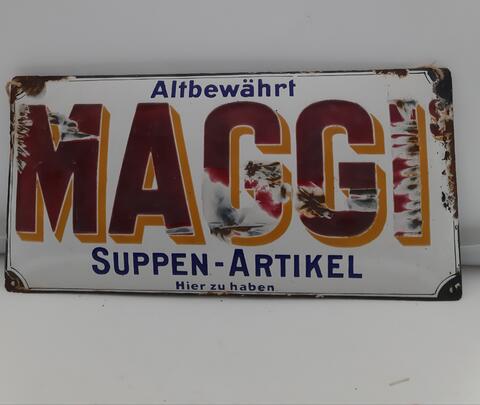 Altbewährt
MAGGI's
SUPPEN-ARTIKEL
Hier zu haben